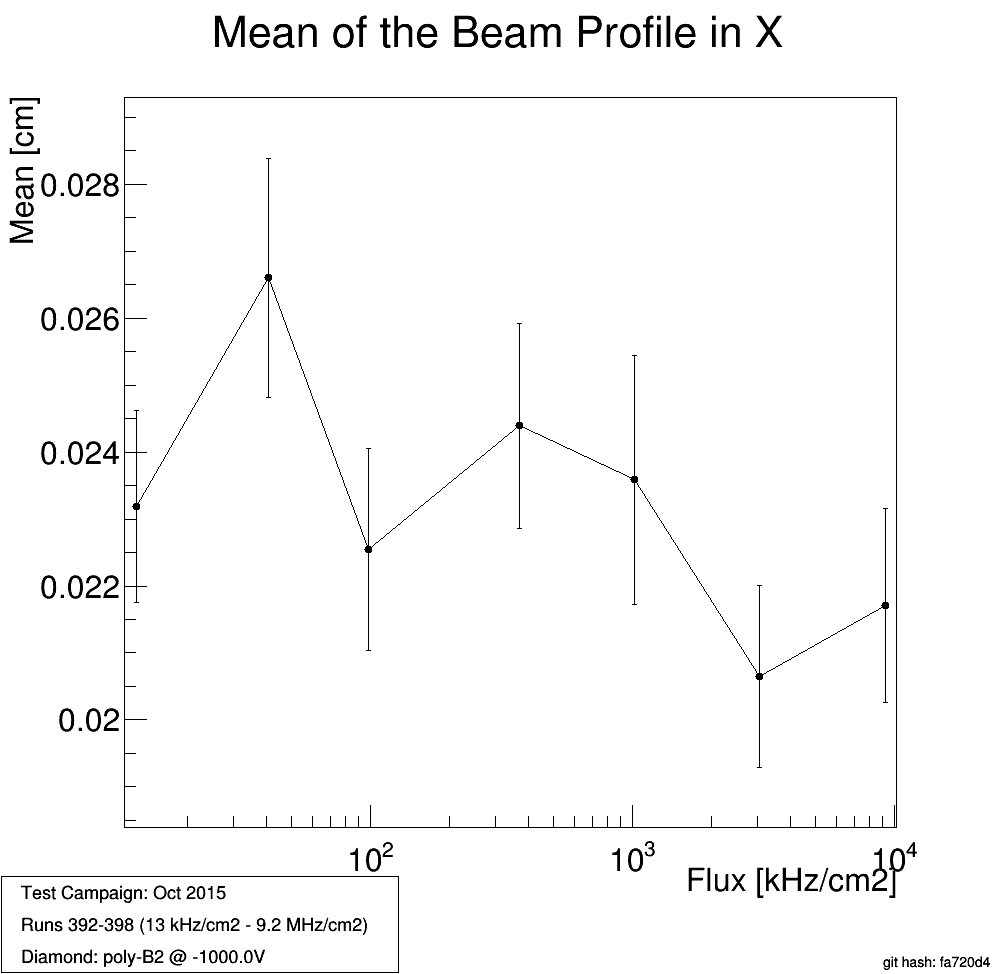 Mean of the Beam Profile in X
Mean [cm]
0.028
0.026
0.024
0.022
0.02
10² 10³ 10⁴
Flux [kHz/cm2]
Test Campaign: Oct 2015
Runs 392-398 (13 kHz/cm2 - 9.2 MHz/cm2)
Diamond: poly-B2 @ -1000.0V
git hash: fa720d4